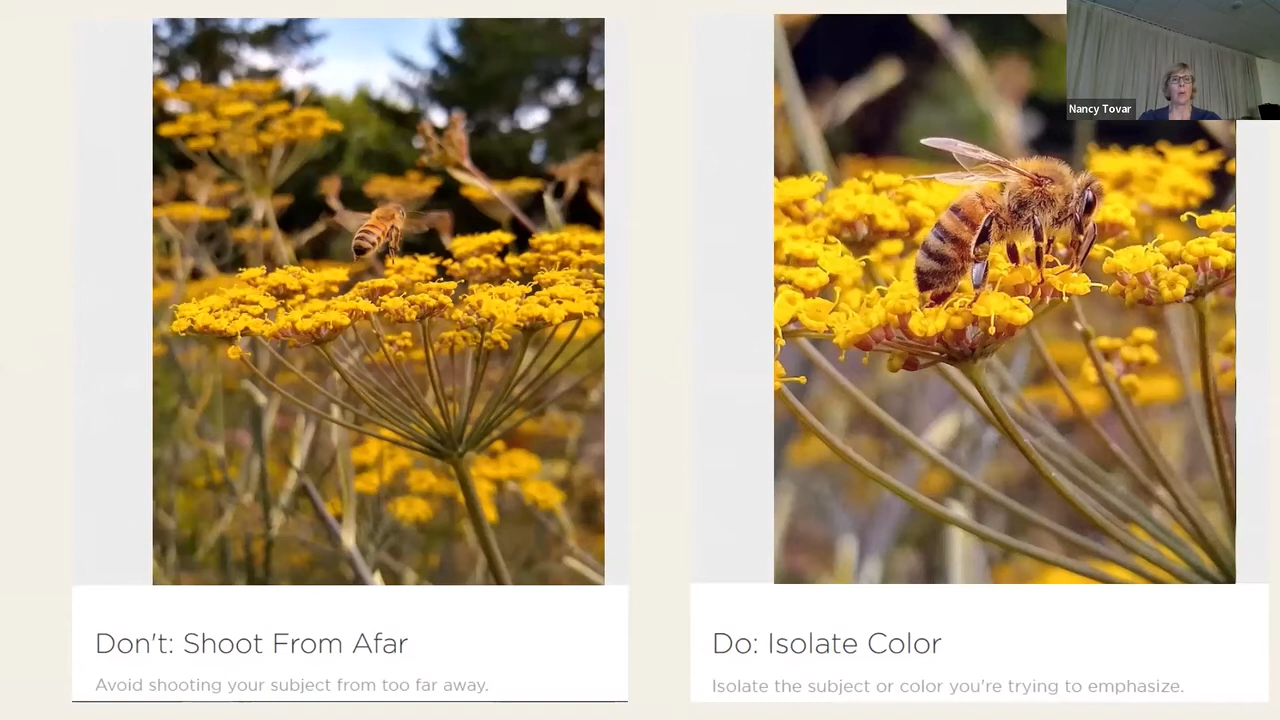 Nancy Tovar
Don't: Shoot From Afar
Avoid shooting your subject from too far away.
Do: Isolate Color
Isolate the subject or color you're trying to emphasize.